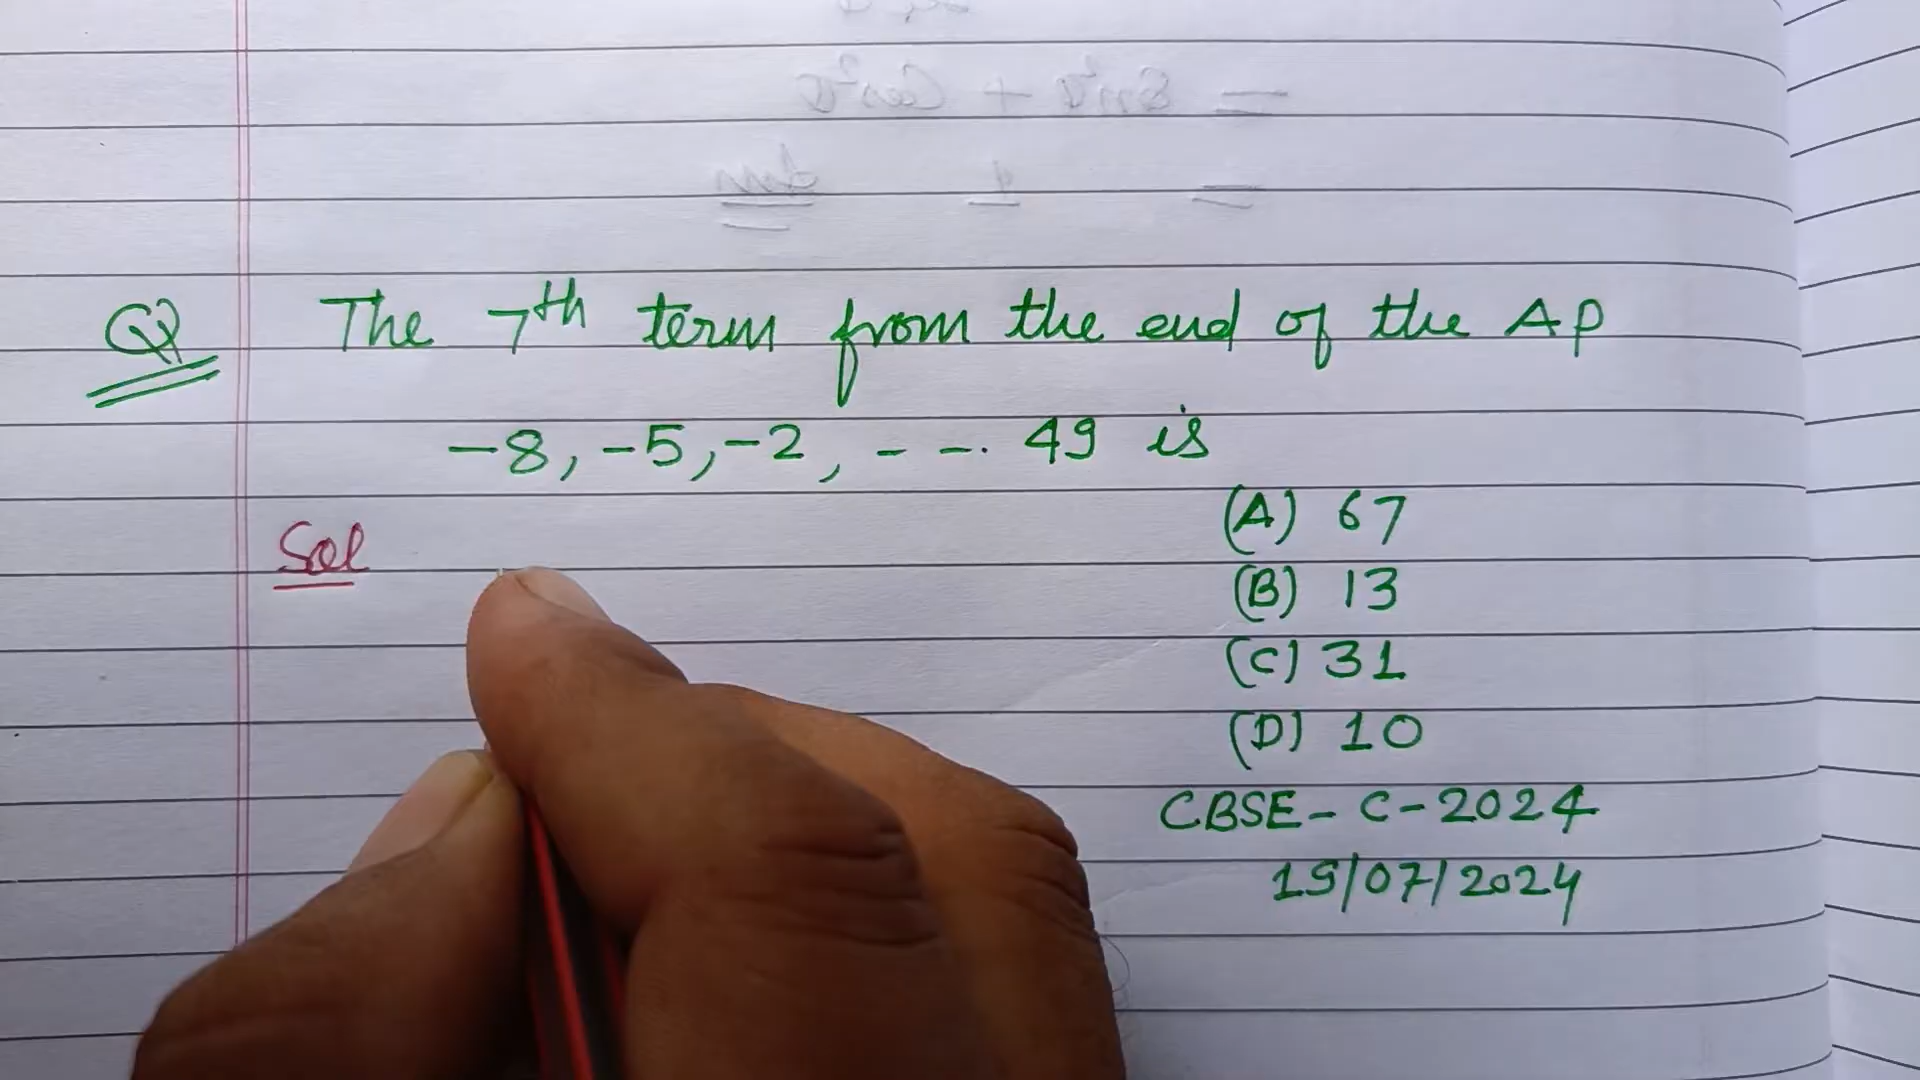 Q The 7th term from the end of the AP
-8, -5, -2, - -. 49 is
(A) 67
Sol
(B) 13
(C) 31
(D) 10
CBSE- C-2024
19/07/2024